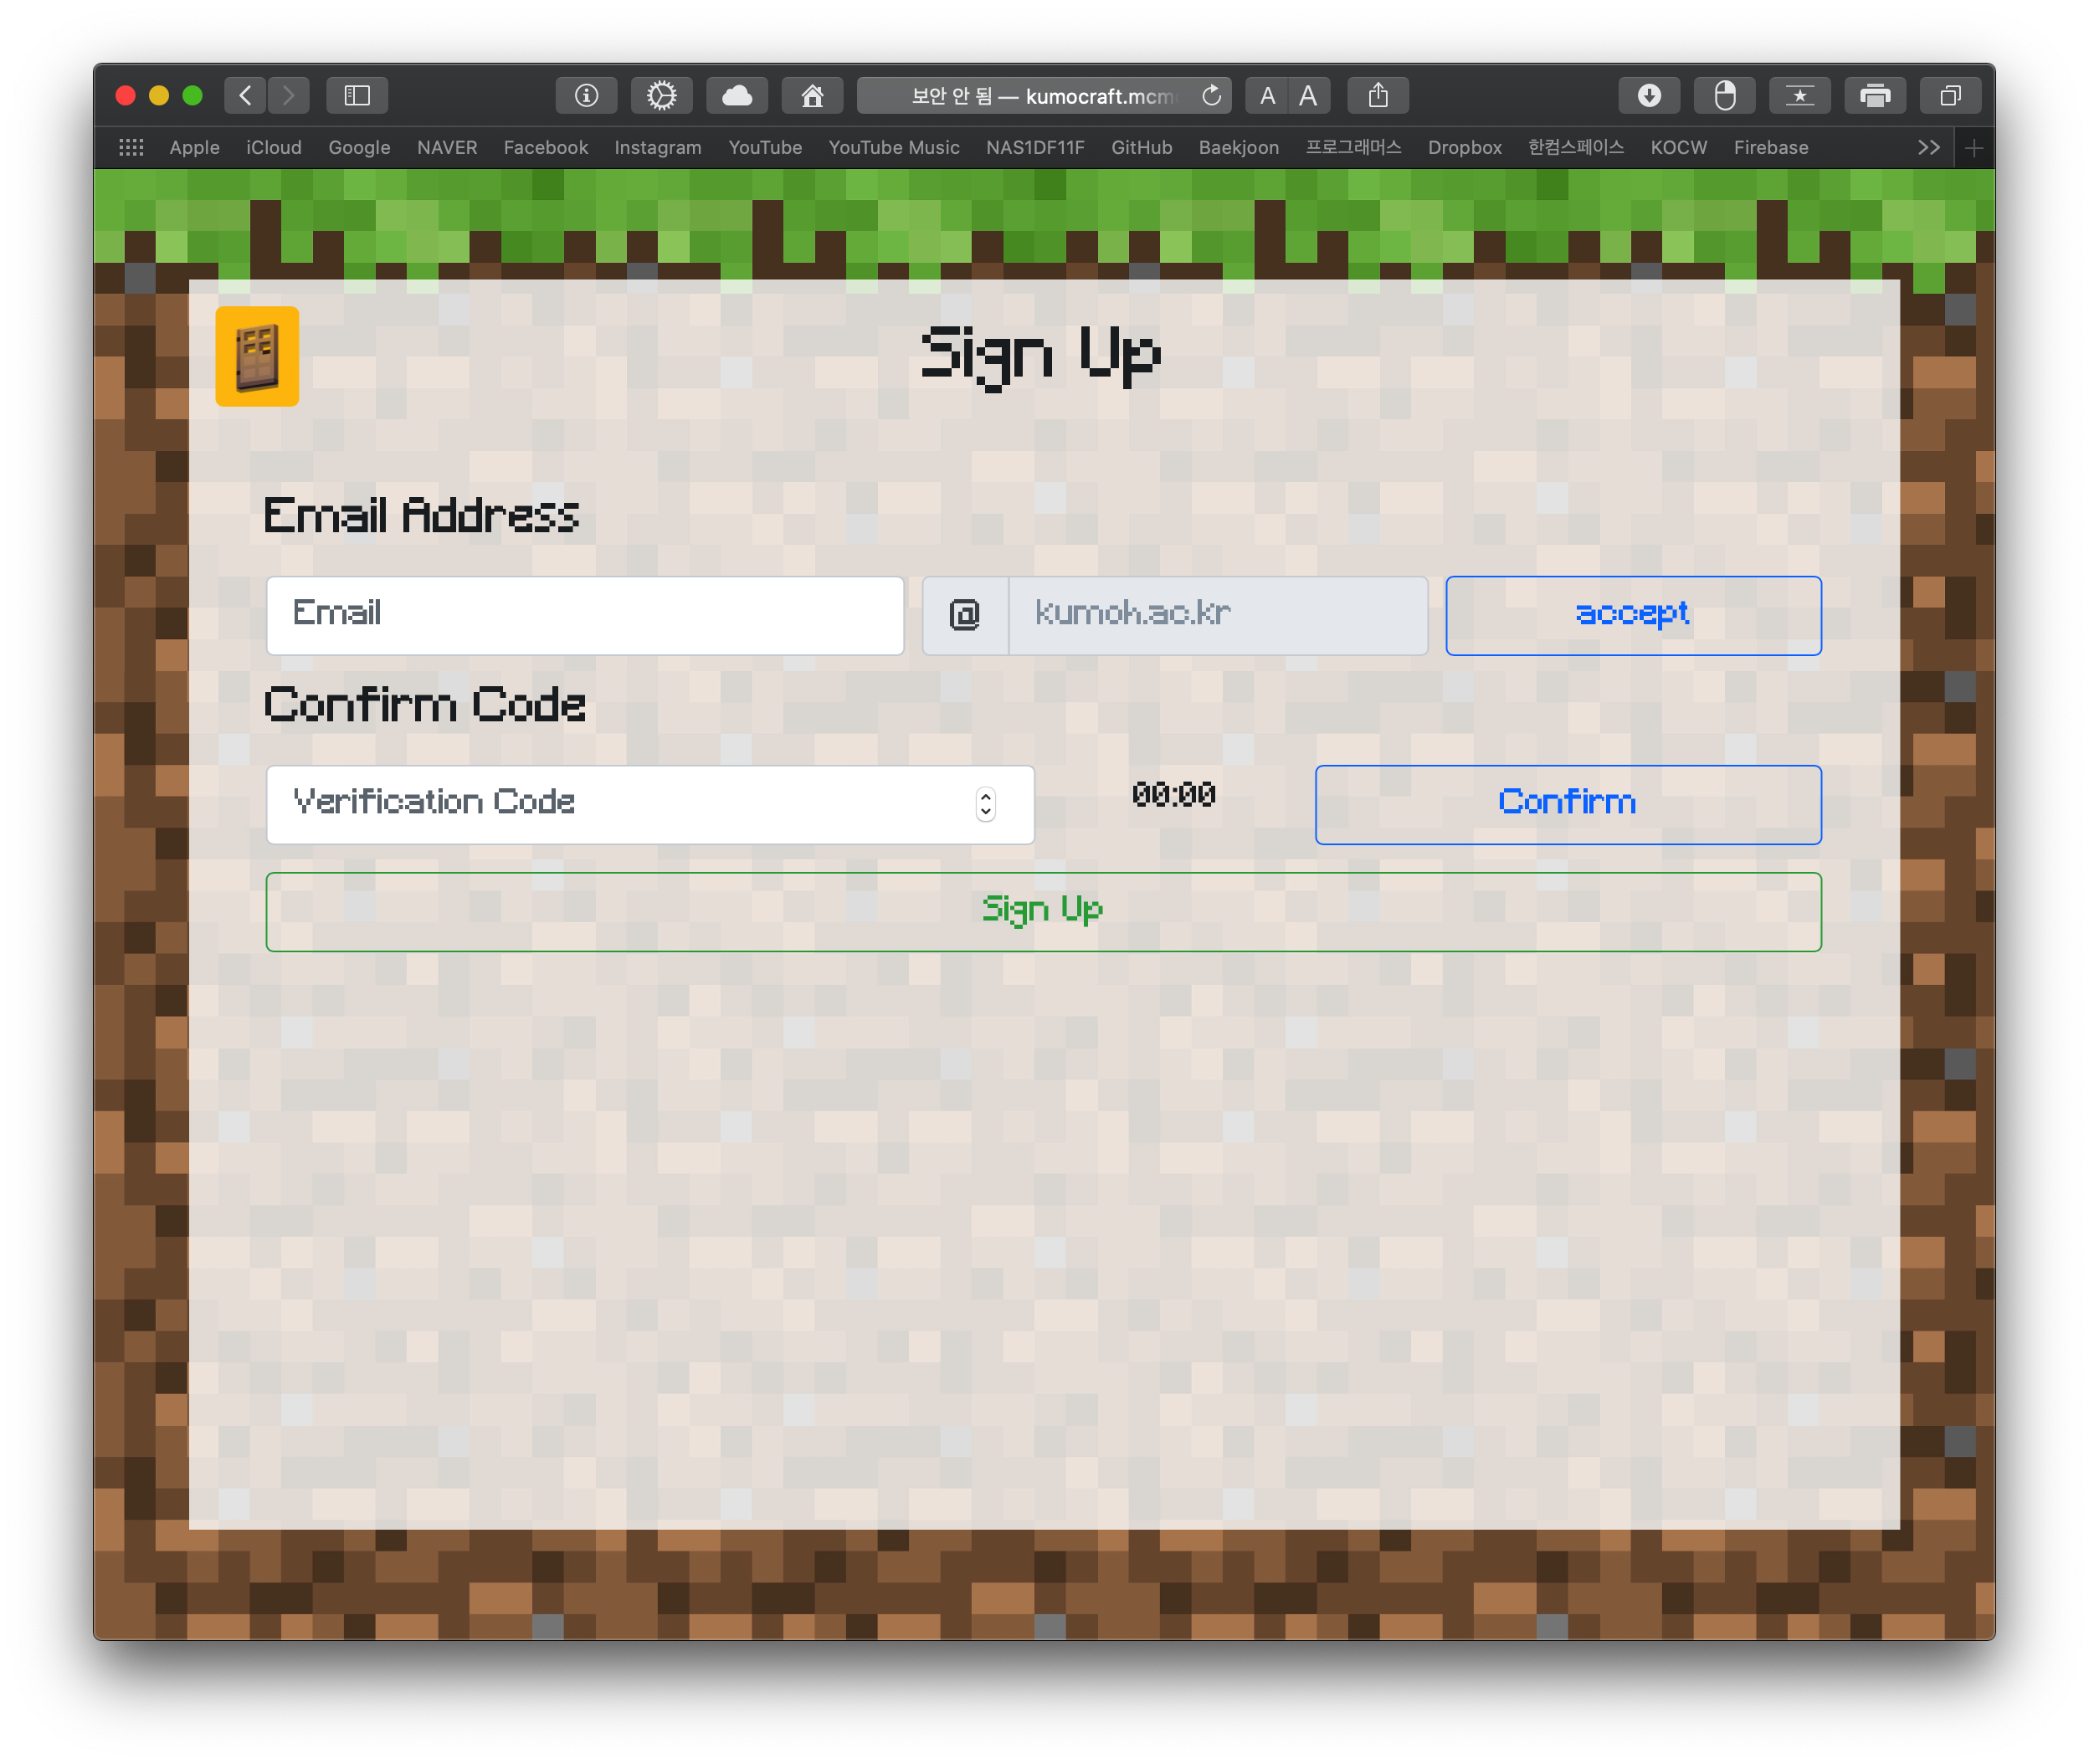 보안 안 됨 — kumocraft.mcm
A A
Apple iCloud Google NAVER Facebook Instagram YouTube YouTube Music NAS1DF11F GitHub Baekjoon 프로그래머스 Dropbox 한컴스페이스 KOCW Firebase
Sign Up
Email Address
Email @ kumoh.ac.kr accept
Confirm Code
Verification Code 00:00 Confirm
Sign Up